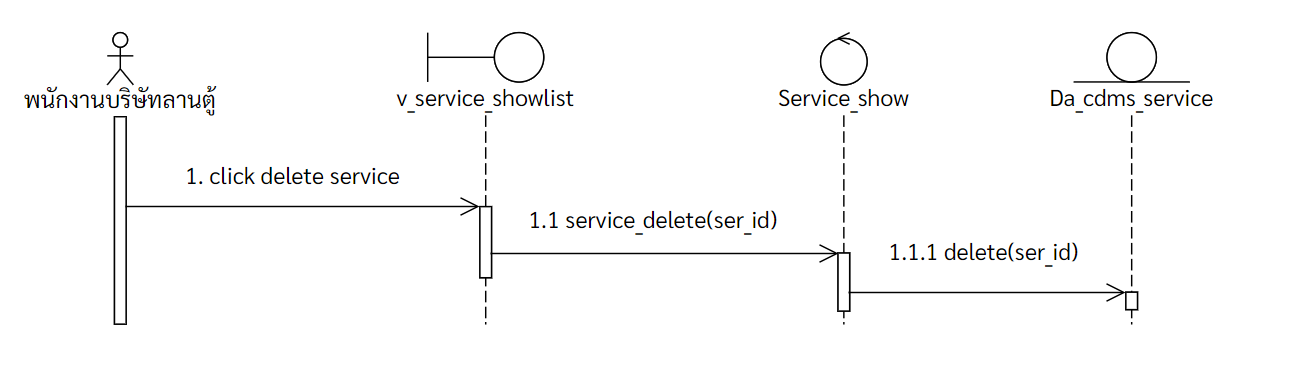 พนักงานบริษัทลานตู้
v_service_showlist
Service_show
Da_cdms_service
1. click delete service
1.1 service_delete(ser_id)
1.1.1 delete(ser_id)